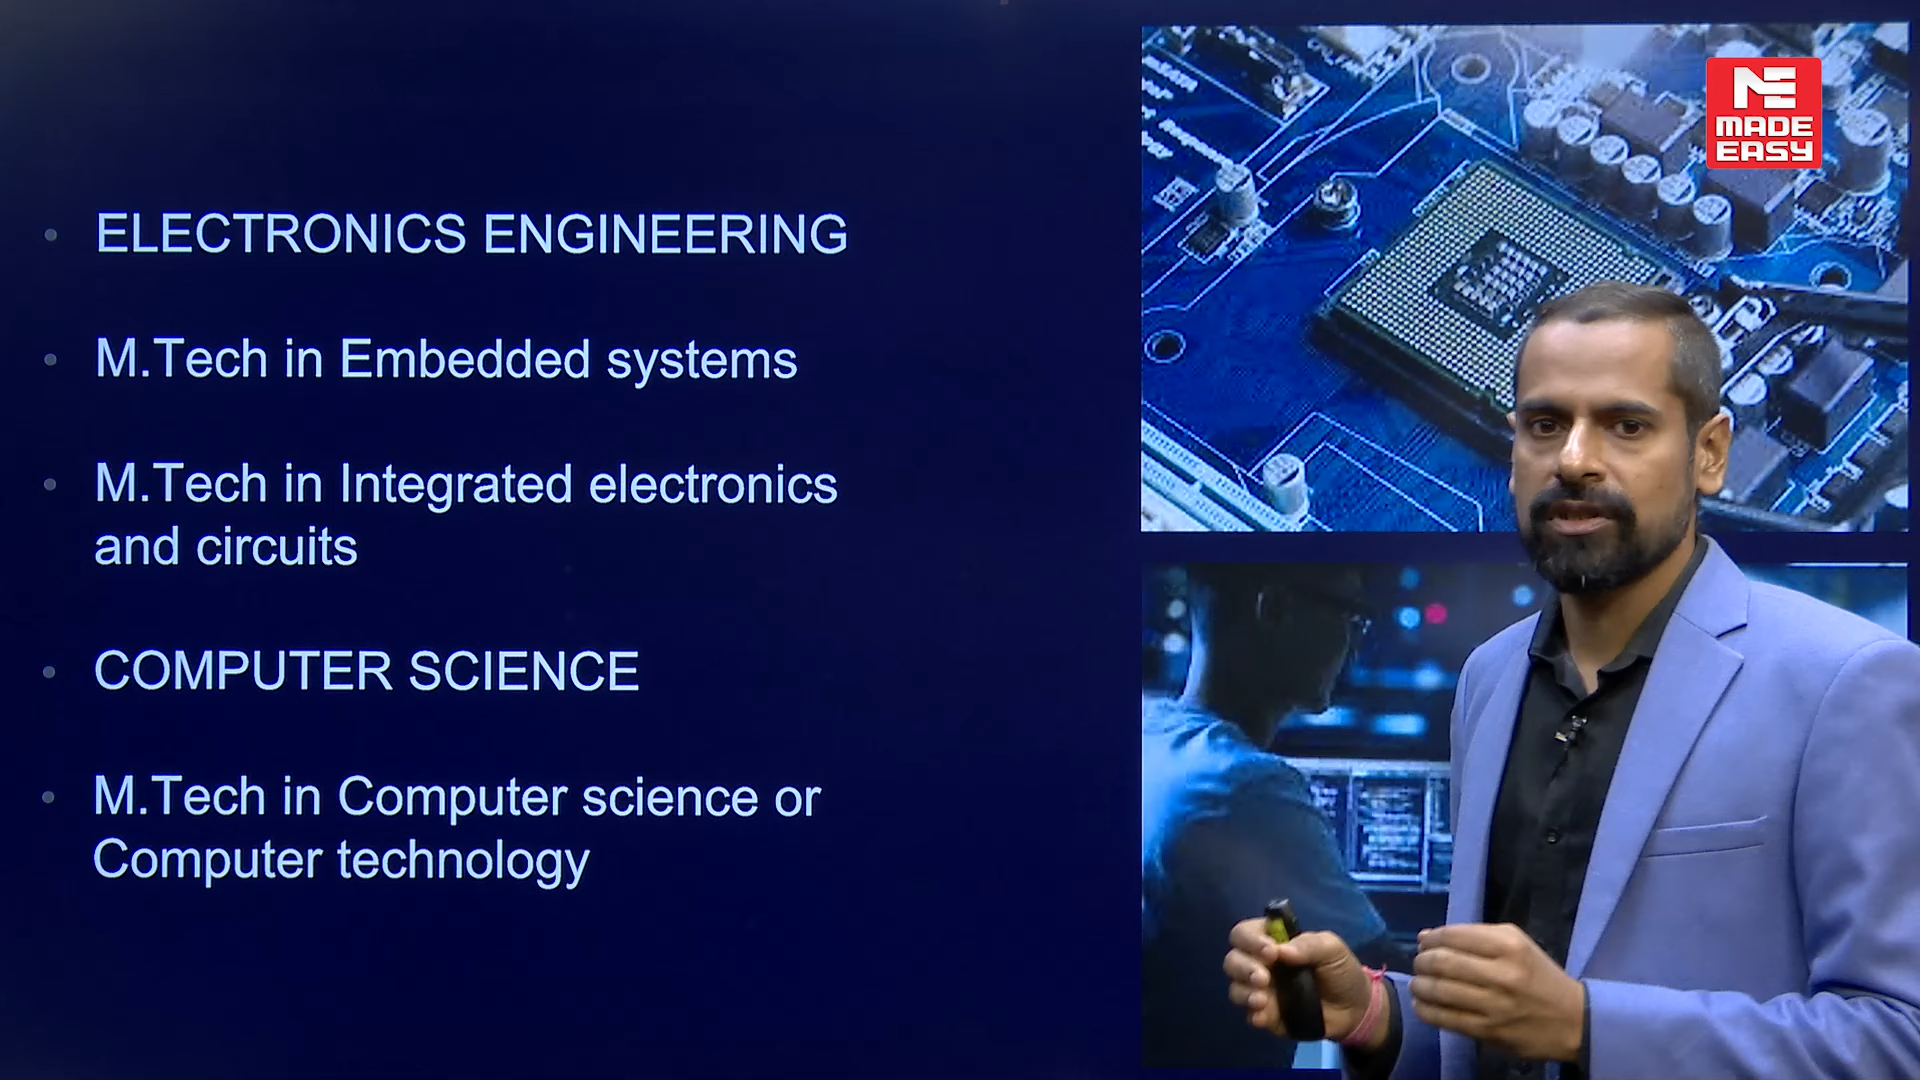 ELECTRONICS ENGINEERING
M.Tech in Embedded systems
M.Tech in Integrated electronics
and circuits
COMPUTER SCIENCE
M.Tech in Computer science or
Computer technology
MADE
EASY